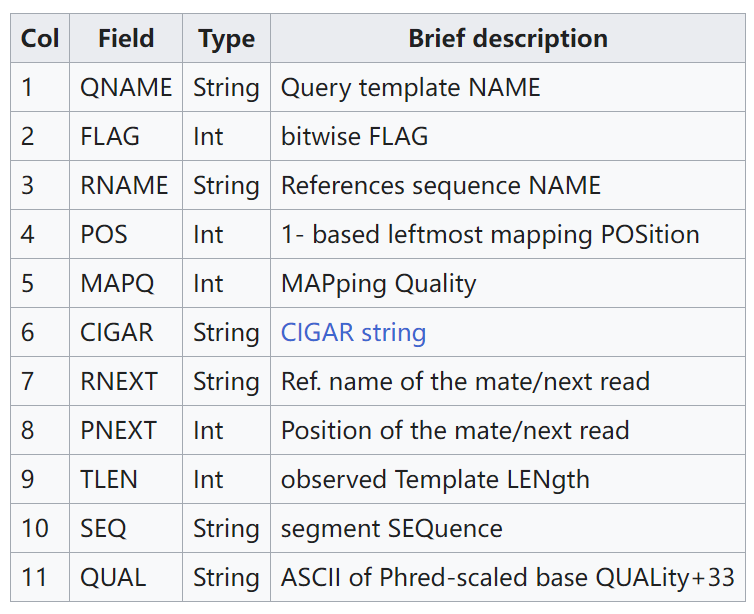 Col Field Type Brief description
1 QNAME String Query template NAME
2 FLAG Int bitwise FLAG
3 RNAME String References sequence NAME
4 POS Int 1- based leftmost mapping POSition
5 MAPQ Int MAPping Quality
6 CIGAR String CIGAR string
7 RNEXT String Ref. name of the mate/next read
8 PNEXT Int Position of the mate/next read
9 TLEN Int observed Template LENgth
10 SEQ String segment SEQuence
11 QUAL String ASCII of Phred-scaled base QUALity+33